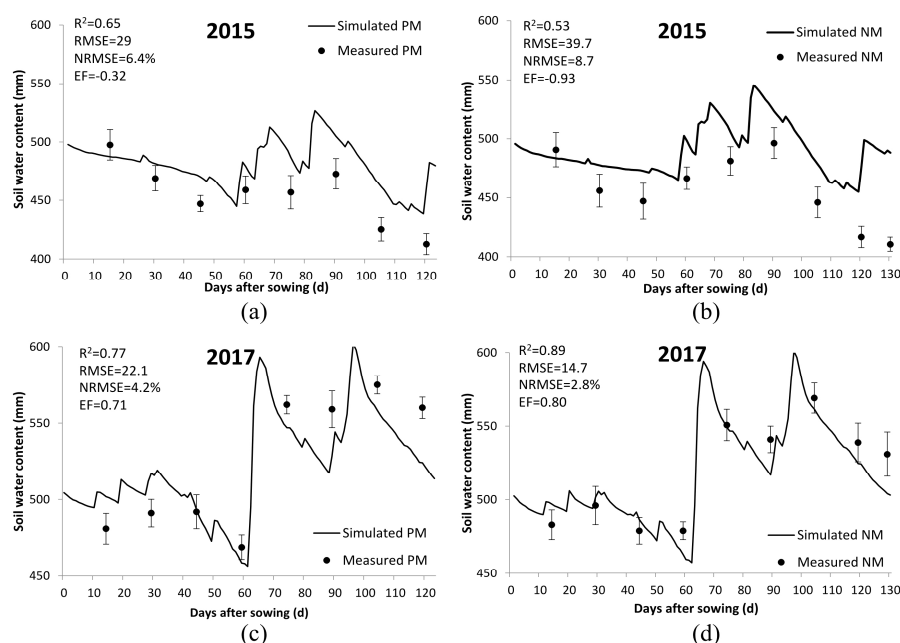 R²=0.65
RMSE=29
NRMSE=6.4%
EF=-0.32
2015
Simulated PM
Measured PM
Soil water content (mm)
600
550
500
450
400
0 10 20 30 40 50 60 70 80 90 100 110 120
Days after sowing (d)
(a)
R²=0.53
RMSE=39.7
NRMSE=8.7
EF=-0.93
2015
Simulated NM
Measured NM
Soil water content (mm)
600
550
500
450
400
0 10 20 30 40 50 60 70 80 90 100 110 120 130
Days after sowing (d)
(b)
R²=0.77
RMSE=22.1
NRMSE=4.2%
EF=0.71
2017
Simulated PM
Measured PM
Soil water content (mm)
600
550
500
450
0 10 20 30 40 50 60 70 80 90 100 110 120
Days after sowing (d)
(c)
R²=0.89
RMSE=14.7
NRMSE=2.8%
EF=0.80
2017
Simulated NM
Measured NM
Soil water content (mm)
600
550
500
450
0 10 20 30 40 50 60 70 80 90 100 110 120 130
Days after sowing (d)
(d)